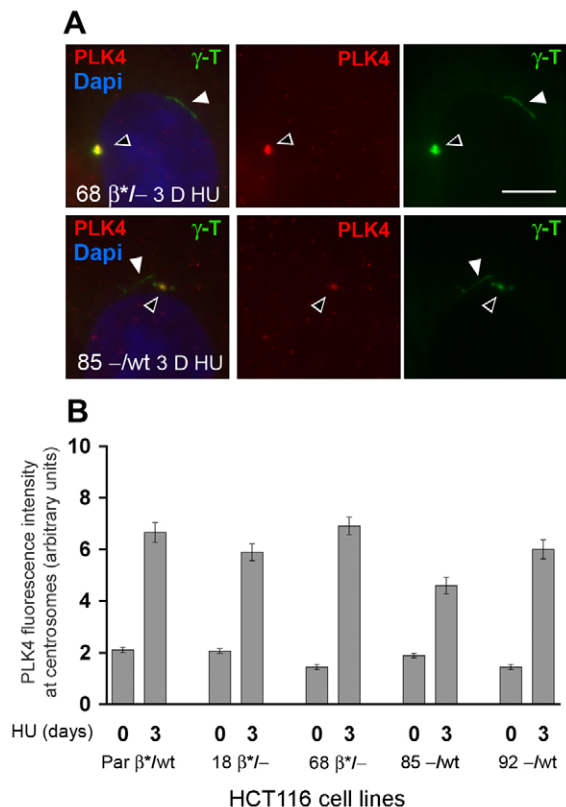 A
PLK4 γ-T
Dapi
68 β*/– 3 D HU
PLK4
γ-T
PLK4 γ-T
Dapi
85 –/wt 3 D HU
PLK4
γ-T
B
PLK4 fluorescence intensity
at centrosomes (arbitrary units)
10
8
6
4
2
0
HU (days) 0 3 0 3 0 3 0 3 0 3
Par β*/wt 18 β*/– 68 β*/– 85 –/wt 92 –/wt
HCT116 cell lines